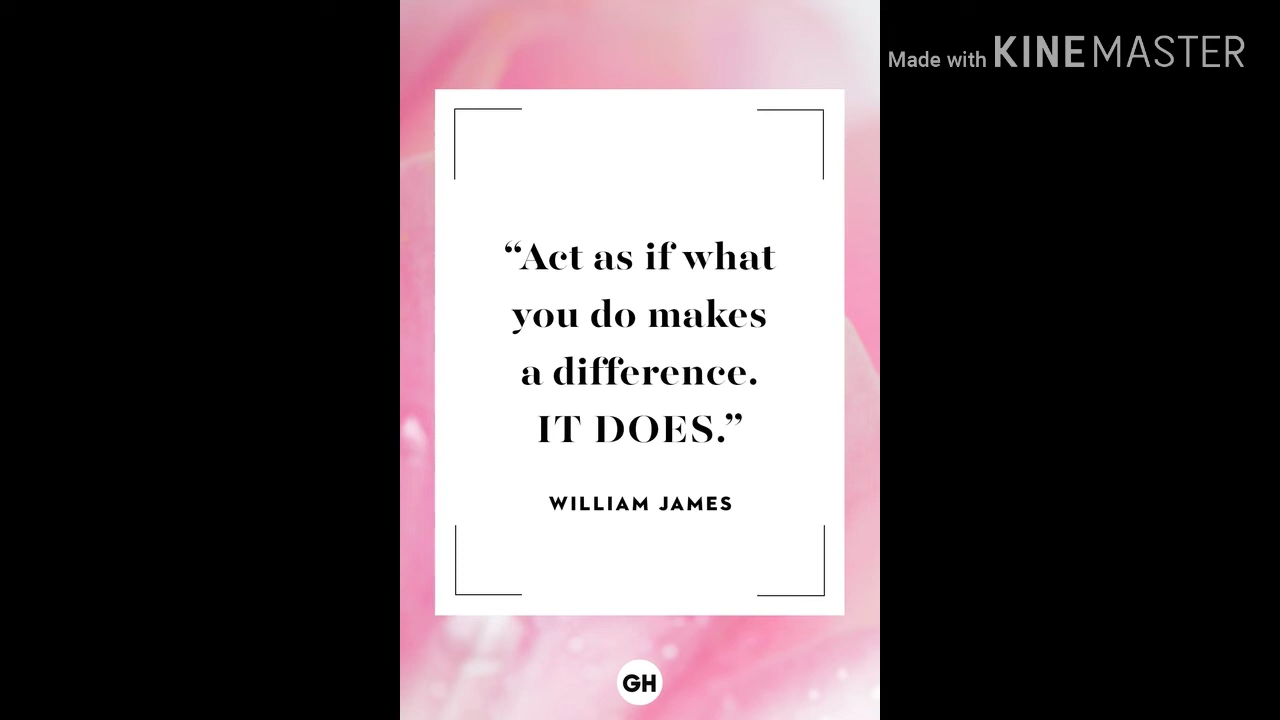 Made with KINEMASTER
“Act as if what
you do makes
a difference.
IT DOES.”
WILLIAM JAMES
GH